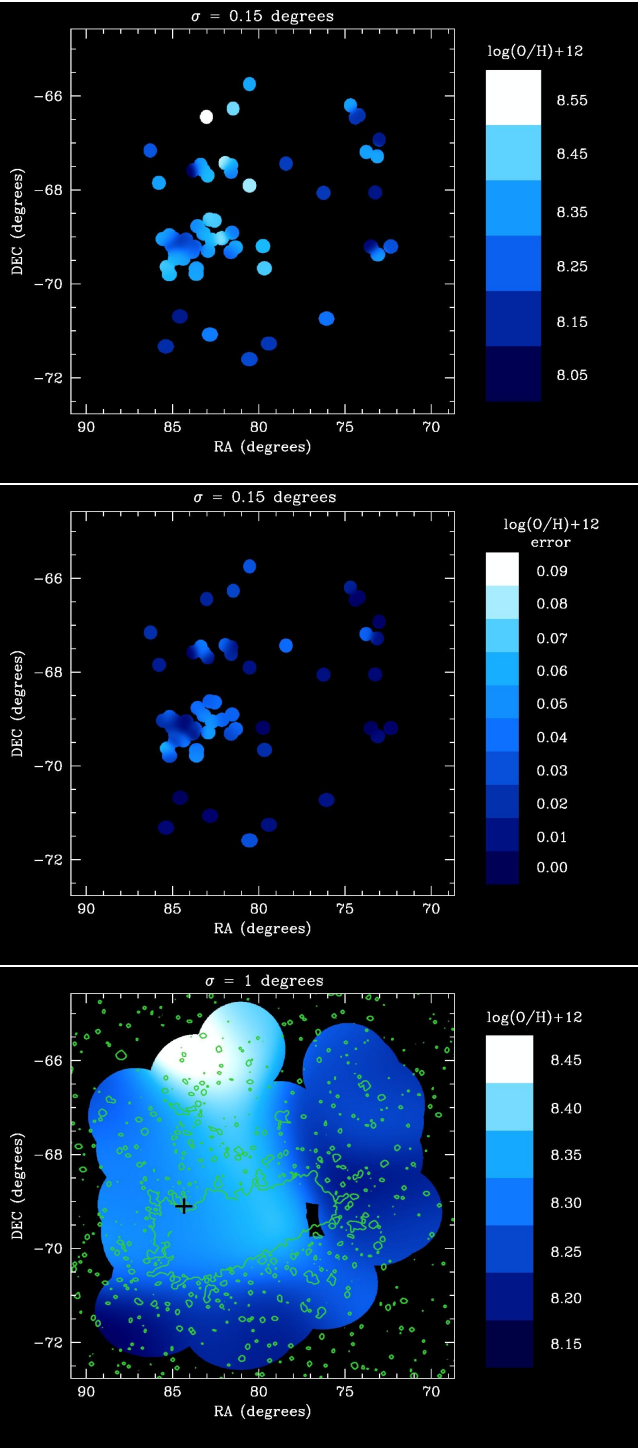 σ = 0.15 degrees
log(O/H)+12
−66
−68
−70
−72
DEC (degrees)
8.55
8.45
8.35
8.25
8.15
8.05
90 85 80 75 70
RA (degrees)
σ = 0.15 degrees
log(O/H)+12
error
−66
−68
−70
−72
DEC (degrees)
0.09
0.08
0.07
0.06
0.05
0.04
0.03
0.02
0.01
0.00
90 85 80 75 70
RA (degrees)
σ = 1 degrees
log(O/H)+12
−66
−68
−70
−72
DEC (degrees)
8.45
8.40
8.35
8.30
8.25
8.20
8.15
90 85 80 75 70
RA (degrees)